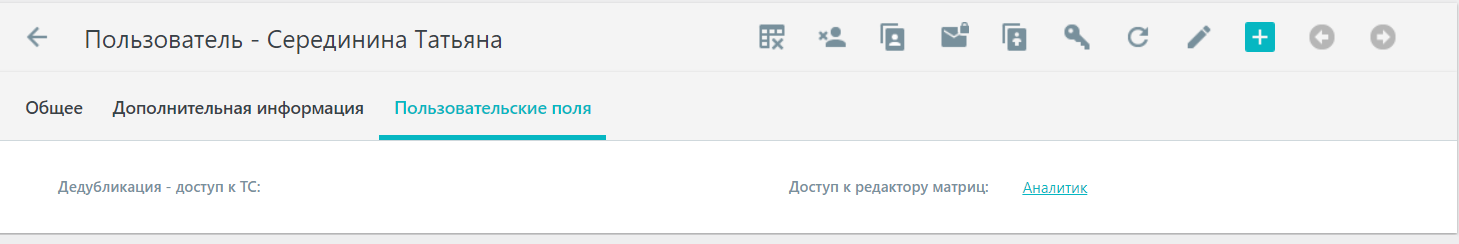 Пользователь - Серединина Татьяна
Общее Дополнительная информация Пользовательские поля
Дедубликация - доступ к ТС: Доступ к редактору матриц: Аналитик